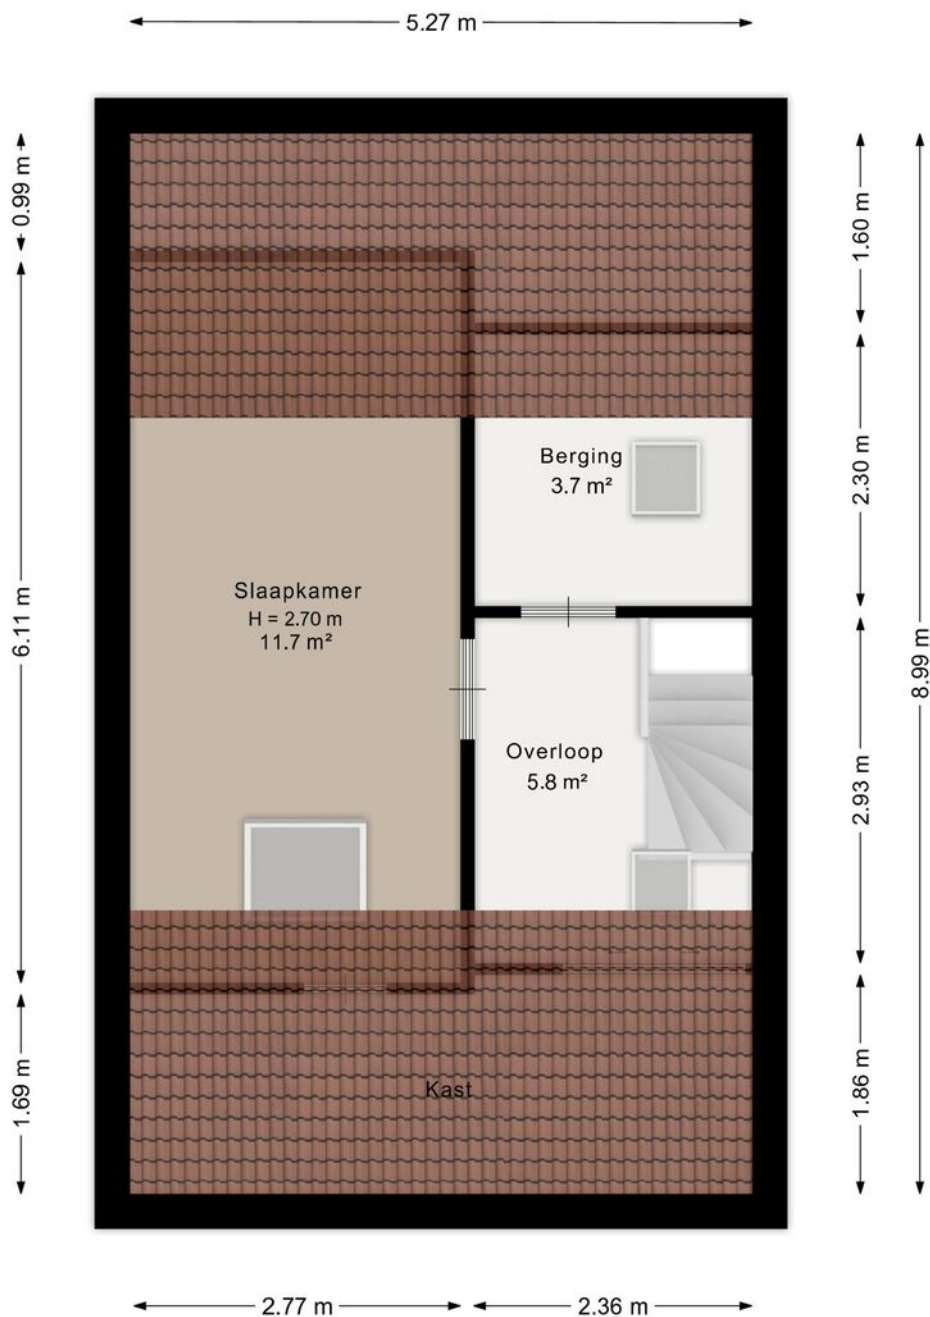 5.27 m
0.99 m
1.60 m
Berging
3.7 m²
2.30 m
Slaapkamer
H = 2.70 m
11.7 m²
6.11 m
8.99 m
Overloop
5.8 m²
2.93 m
1.69 m
Kast
1.86 m
2.77 m
2.36 m